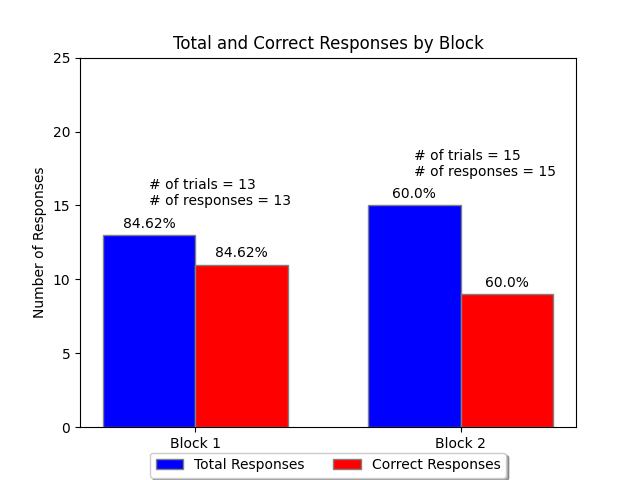 Total and Correct Responses by Block
Number of Responses
25
20
15
10
5
0
# of trials = 13
# of responses = 13
84.62%
84.62%
# of trials = 15
# of responses = 15
60.0%
60.0%
Block 1
Block 2
Total Responses
Correct Responses